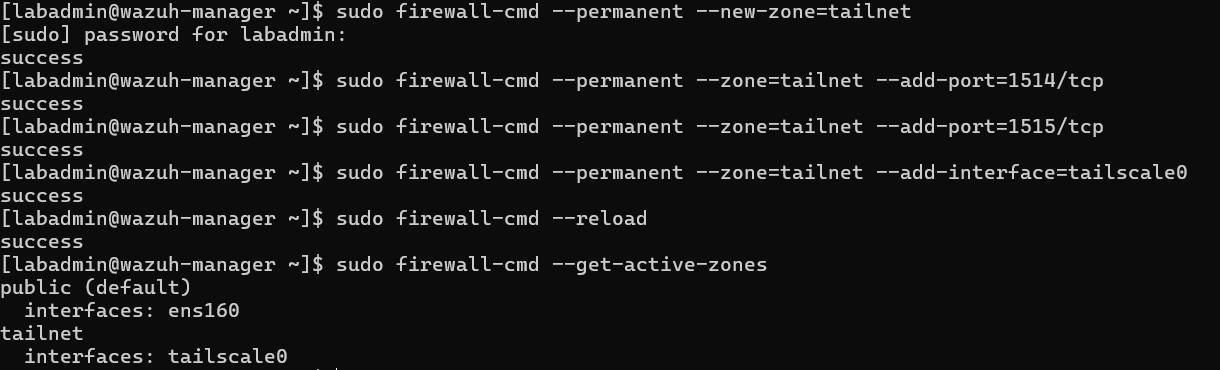 [labadmin@wazuh-manager ~]$ sudo firewall-cmd --permanent --new-zone=tailnet
[sudo] password for labadmin:
success
[labadmin@wazuh-manager ~]$ sudo firewall-cmd --permanent --zone=tailnet --add-port=1514/tcp
success
[labadmin@wazuh-manager ~]$ sudo firewall-cmd --permanent --zone=tailnet --add-port=1515/tcp
success
[labadmin@wazuh-manager ~]$ sudo firewall-cmd --permanent --zone=tailnet --add-interface=tailscale0
success
[labadmin@wazuh-manager ~]$ sudo firewall-cmd --reload
success
[labadmin@wazuh-manager ~]$ sudo firewall-cmd --get-active-zones
public (default)
  interfaces: ens160
tailnet
  interfaces: tailscale0